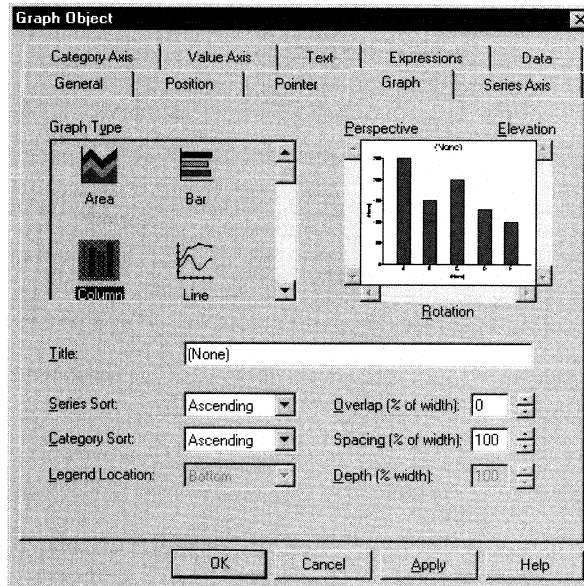 Graph Object
Category Axis Value Axis Text Expressions Data
General Position Pointer Graph Series Axis
Graph Type
Perspective Elevation
(None)
Area Bar
Column Line
(None)
Rotation
Title: (None)
Series Sort: Ascending Overlap (% of width): 0
Category Sort: Ascending Spacing (% of width): 100
Legend Location: Bottom Depth (% width): 100
OK Cancel Apply Help